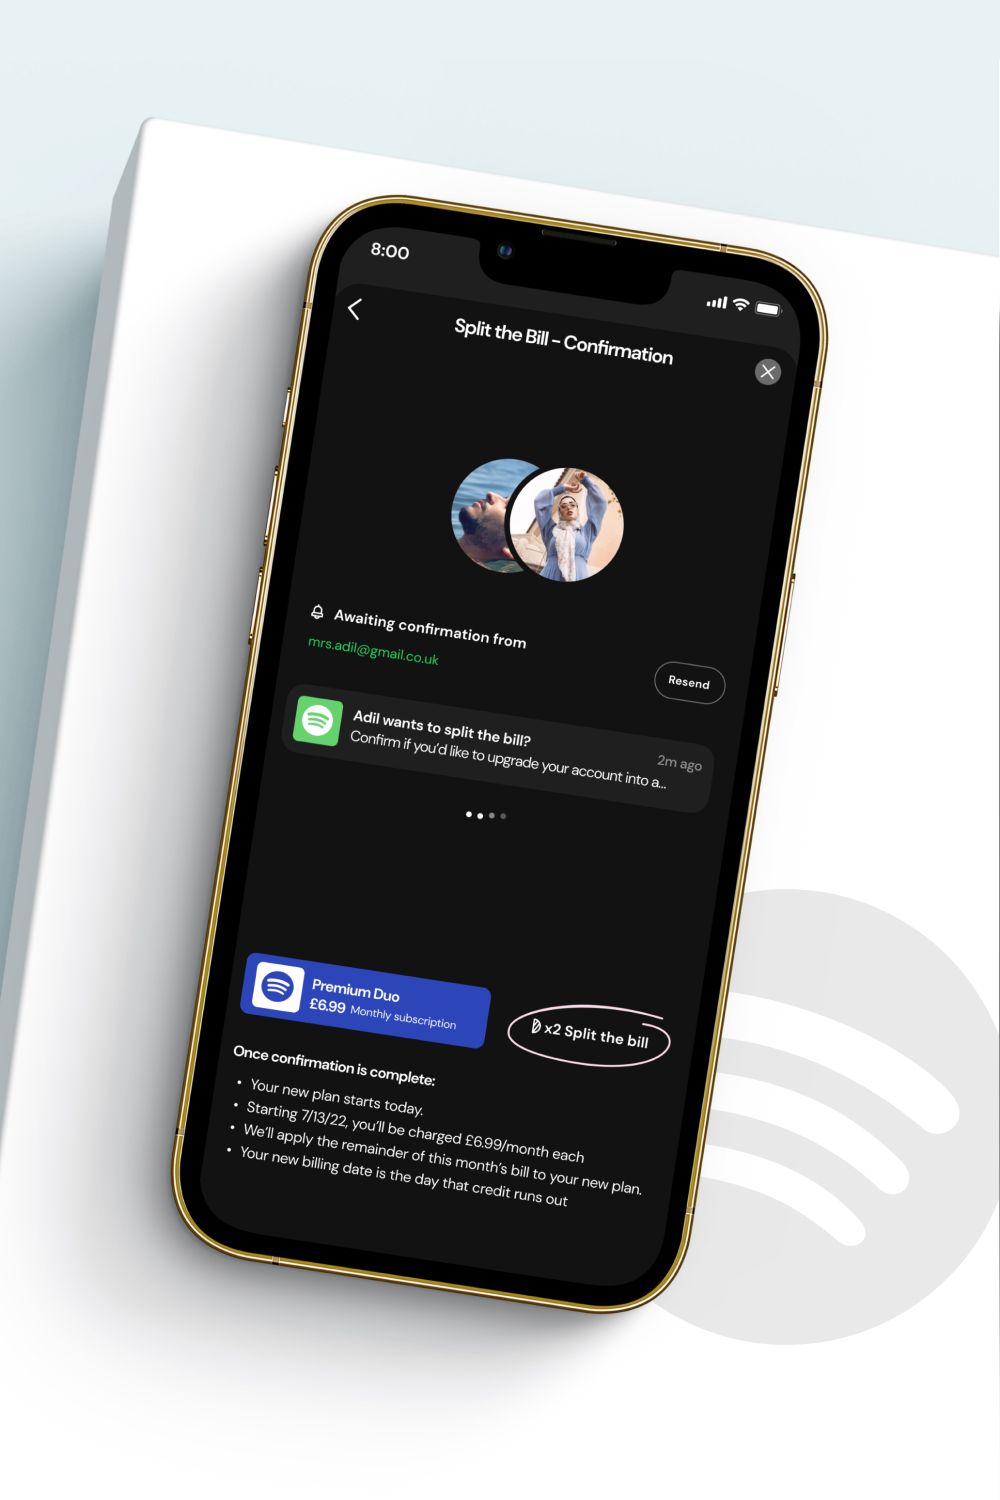 8:00
Split the Bill – Confirmation
Awaiting confirmation from
mrs.adil@gmail.co.uk
Resend
Adil wants to split the bill?
Confirm if you'd like to upgrade your account into a...
2m ago
Premium Duo
£6.99 Monthly subscription
x2 Split the bill
Once confirmation is complete:
• Your new plan starts today.
• Starting 7/13/22, you'll be charged £6.99/month each
• We'll apply the remainder of this month's bill to your new plan.
• Your new billing date is the day that credit runs out